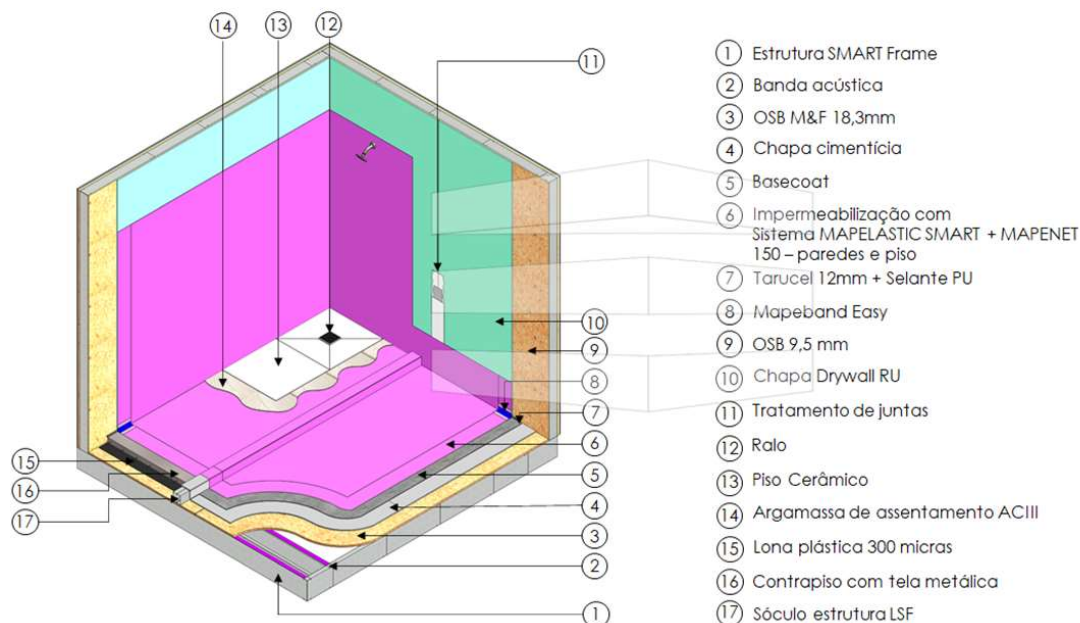 14
13
12
11
10
9
8
7
6
5
4
3
2
1
15
16
17
1 Estrutura SMART Frame
2 Banda acústica
3 OSB M&F 18,3mm
4 Chapa cimentícia
5 Basecoat
6 Impermeabilização com
Sistema MAPELASTIC SMART + MAPENET
150 – paredes e piso
7 Tarucel 12mm + Selante PU
8 Mapeband Easy
9 OSB 9,5 mm
10 Chapa Drywall RU
11 Tratamento de juntas
12 Ralo
13 Piso Cerâmico
14 Argamassa de assentamento ACIII
15 Lona plástica 300 micras
16 Contrapiso com tela metálica
17 Sóculo estrutura LSF